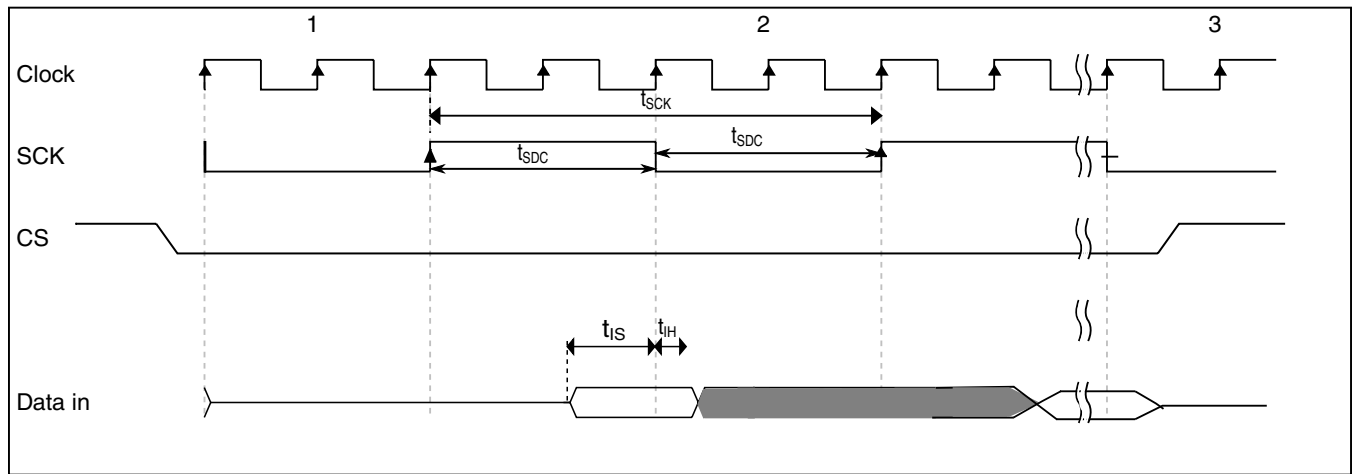 1 2 3
Clock
tSCK
SCK
tSDC tSDC
CS
tIS tIH
Data in